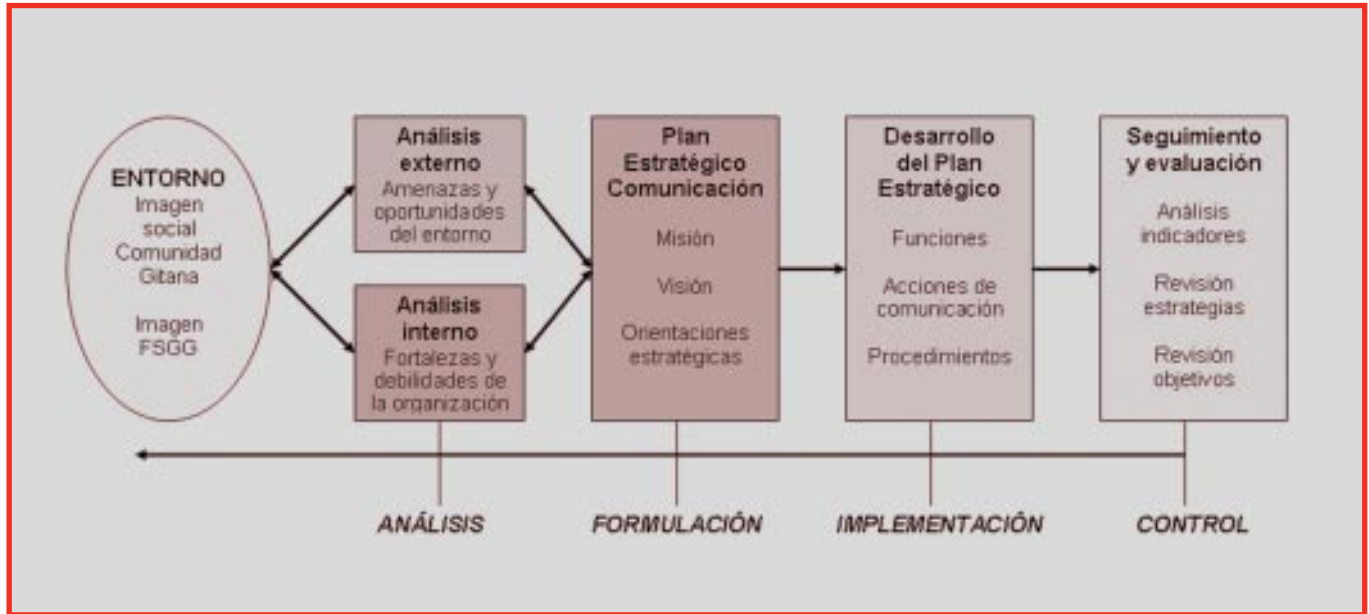 ENTORNO
Imagen
social
Comunidad
Gitana
Imagen
FSGG
Análisis
externo
Amenazas y
oportunidades
del entorno
Análisis
interno
Fortalezas y
debilidades de
la organización
Plan
Estratégico
Comunicación
Misión
Visión
Orientaciones
estratégicas
Desarrollo
del Plan
Estratégico
Funciones
Acciones de
comunicación
Procedimientos
Seguimiento
y evaluación
Análisis
indicadores
Revisión
estrategias
Revisión
objetivos
ANÁLISIS
FORMULACIÓN
IMPLEMENTACIÓN
CONTROL